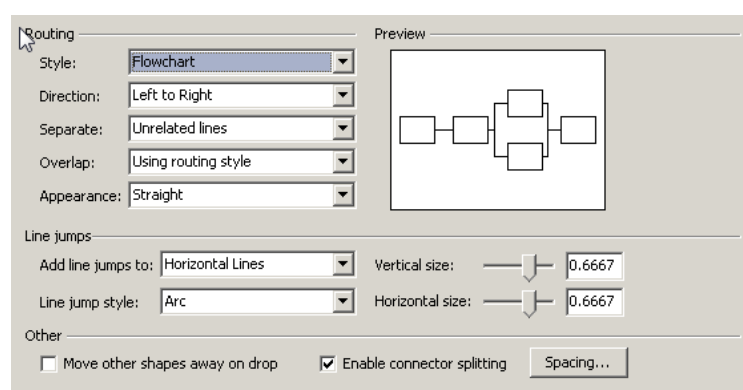 Routing
Preview
Style: Flowchart
Direction: Left to Right
Separate: Unrelated lines
Overlap: Using routing style
Appearance: Straight
Line jumps
Add line jumps to: Horizontal Lines
Vertical size: 0.6667
Line jump style: Arc
Horizontal size: 0.6667
Other
Move other shapes away on drop
Enable connector splitting
Spacing...